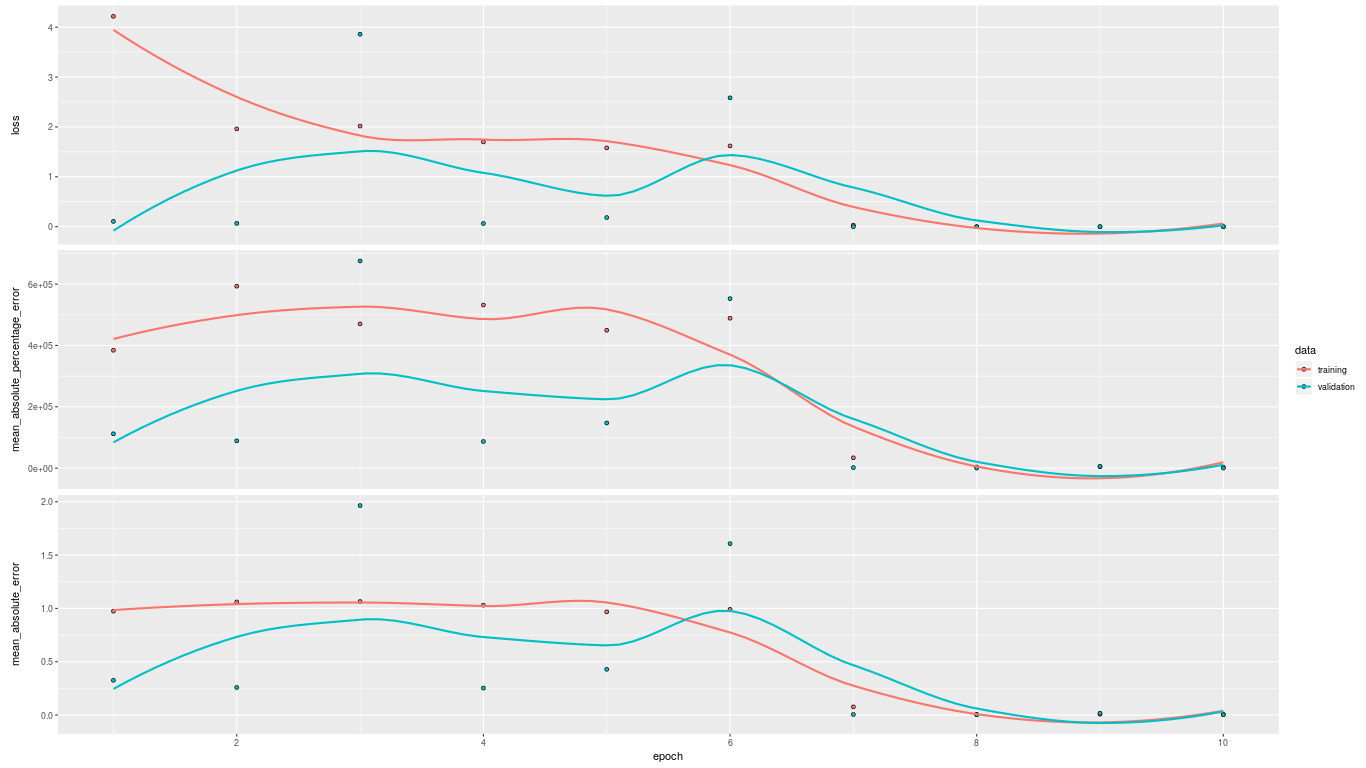 loss
4
3
2
1
0
mean_absolute_percentage_error
6e+05
4e+05
2e+05
0e+00
mean_absolute_error
2.0
1.5
1.0
0.5
0.0
2
4
6
8
10
epoch
data
training
validation